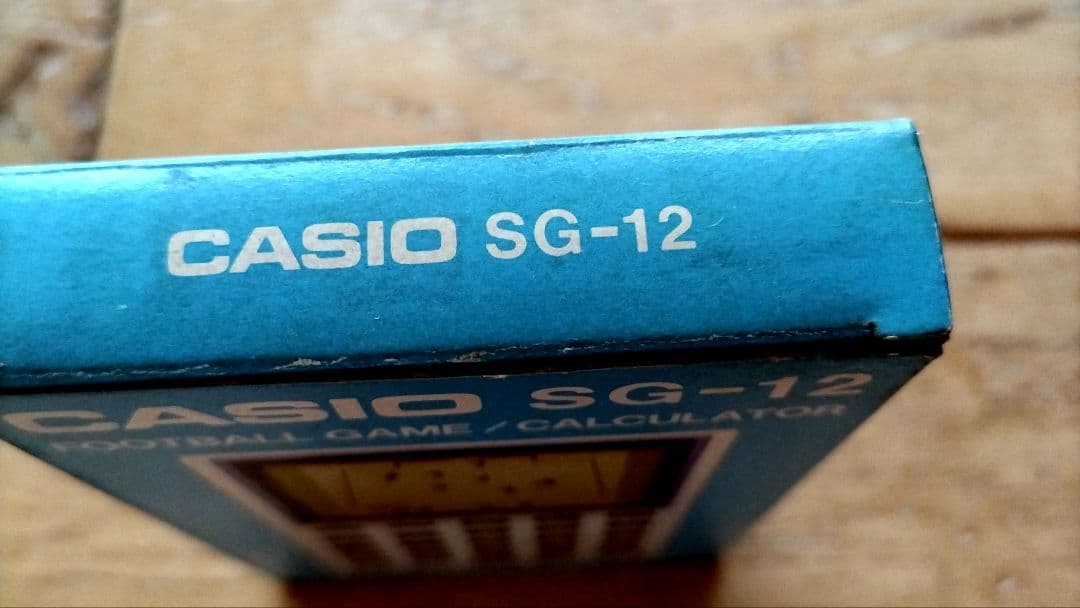 CASIO SG-12
CASIO SG-12
FOOTBALL GAME / CALCULATOR